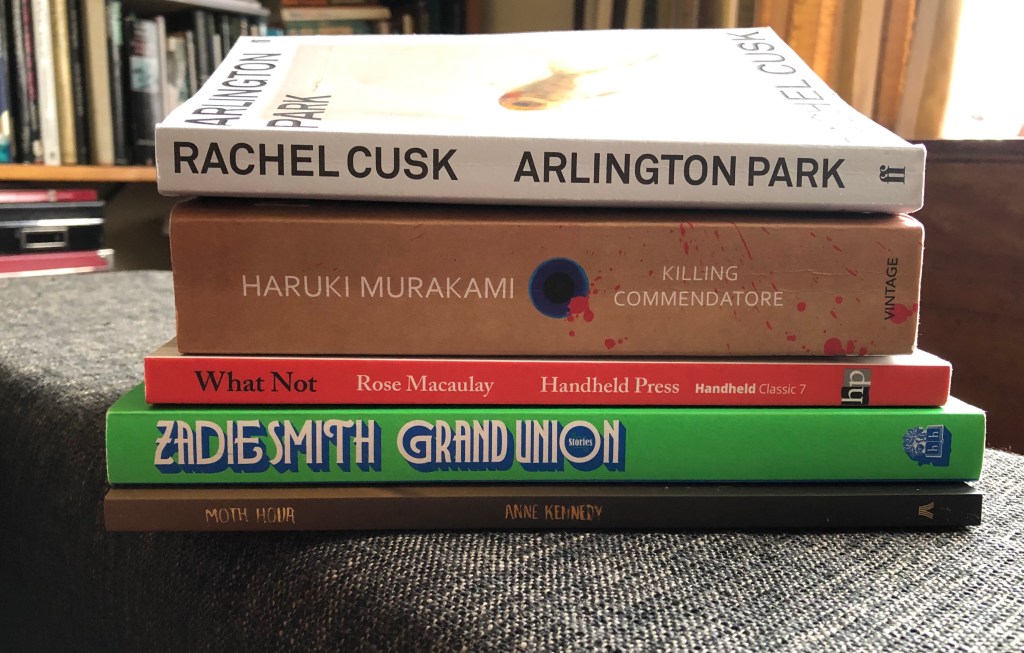 ARLINGTON
PARK
RACHEL CUSK
RACHEL CUSK ARLINGTON PARK ff
HARUKI MURAKAMI KILLING
COMMENDATORE
VINTAGE
What Not Rose Macaulay Handheld Press Handheld Classic 7 hp
ZADIE SMITH GRAND UNION Stories
MOTH HOUR ANNE KENNEDY